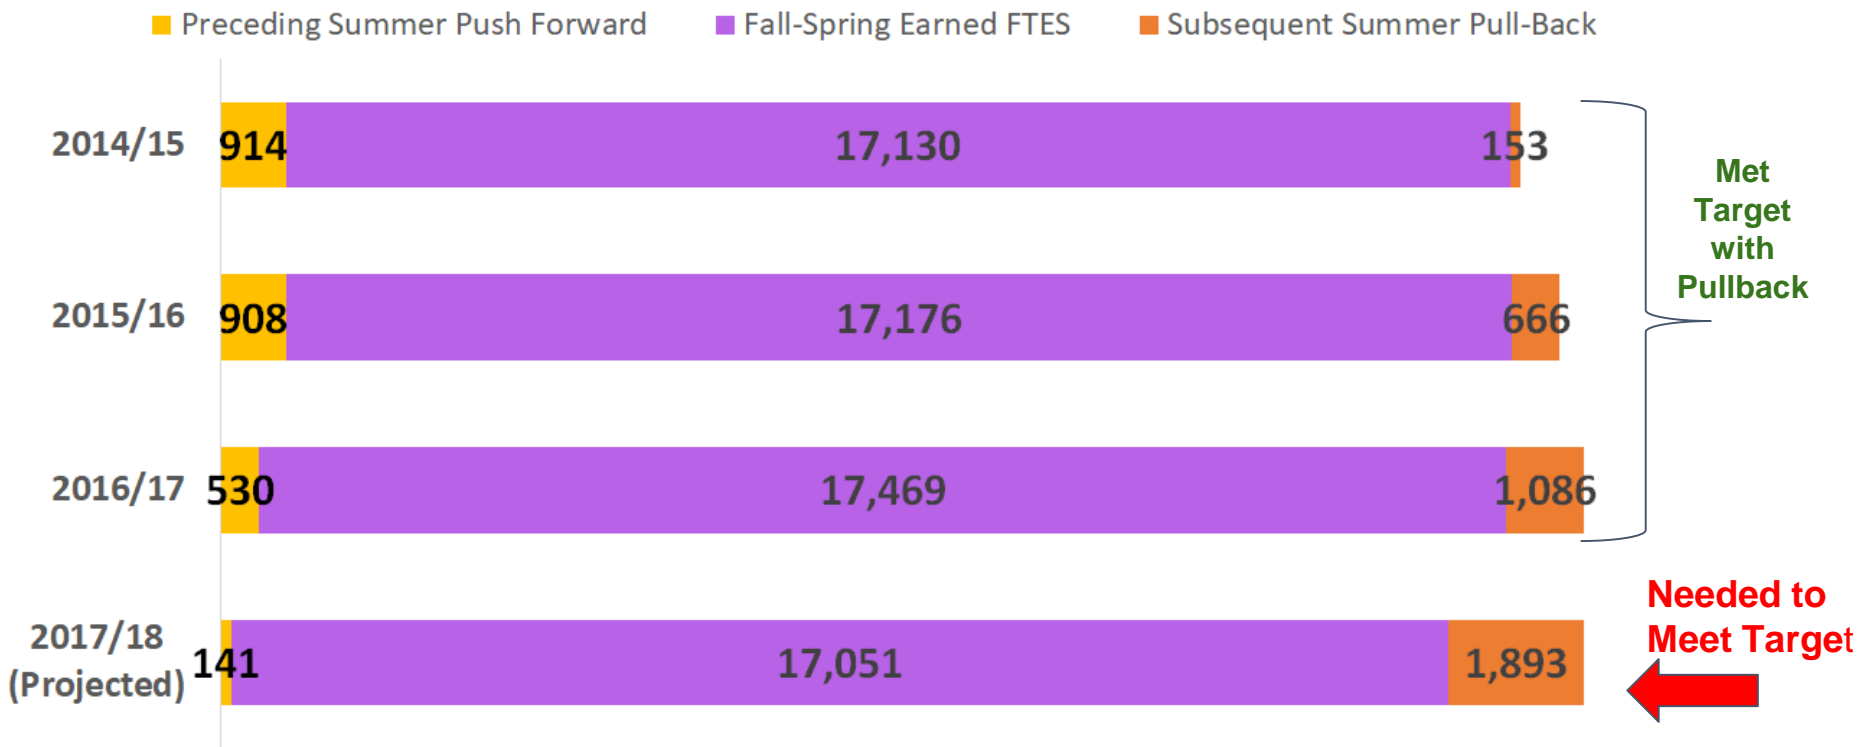 Preceding Summer Push Forward Fall-Spring Earned FTES Subsequent Summer Pull-Back
2014/15 914 17,130 153
2015/16 908 17,176 666
2016/17 530 17,469 1,086
2017/18
(Projected) 141 17,051 1,893
Met
Target
with
Pullback
Needed to
Meet Target